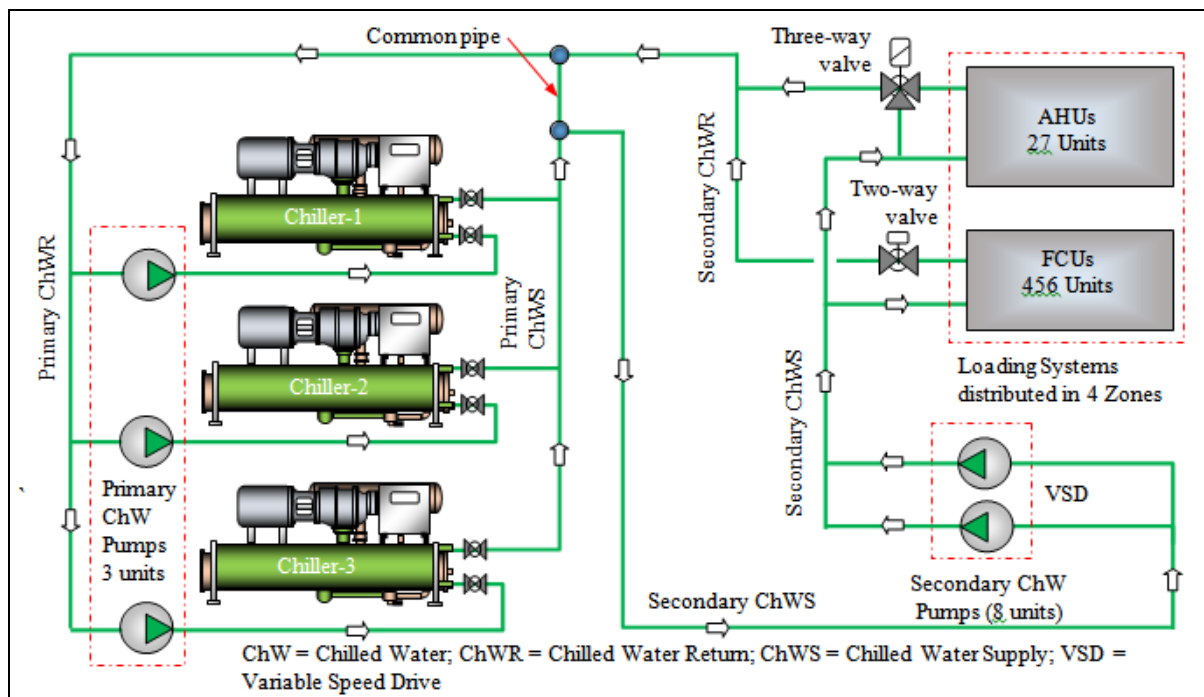 Common pipe
Three-way
valve
AHUs
27 Units
Two-way
valve
FCUs
456 Units
Loading Systems
distributed in 4 Zones
Secondary ChWR
Secondary ChWS
Chiller-1
Chiller-2
Chiller-3
Primary ChWR
Primary
ChWS
Primary
ChW
Pumps
3 units
VSD
Secondary ChW
Pumps (8 units)
Secondary ChWS
ChW = Chilled Water; ChWR = Chilled Water Return; ChWS = Chilled Water Supply; VSD =
Variable Speed Drive